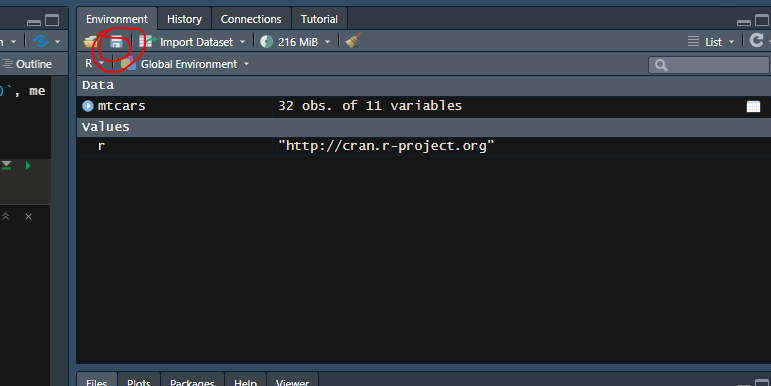 Environment History Connections Tutorial
Import Dataset 216 MiB List
Outline
R Global Environment
Data
)`, me
mtcars 32 obs. of 11 variables
Values
r "http://cran.r-project.org"
Files Plots Packages Help Viewer